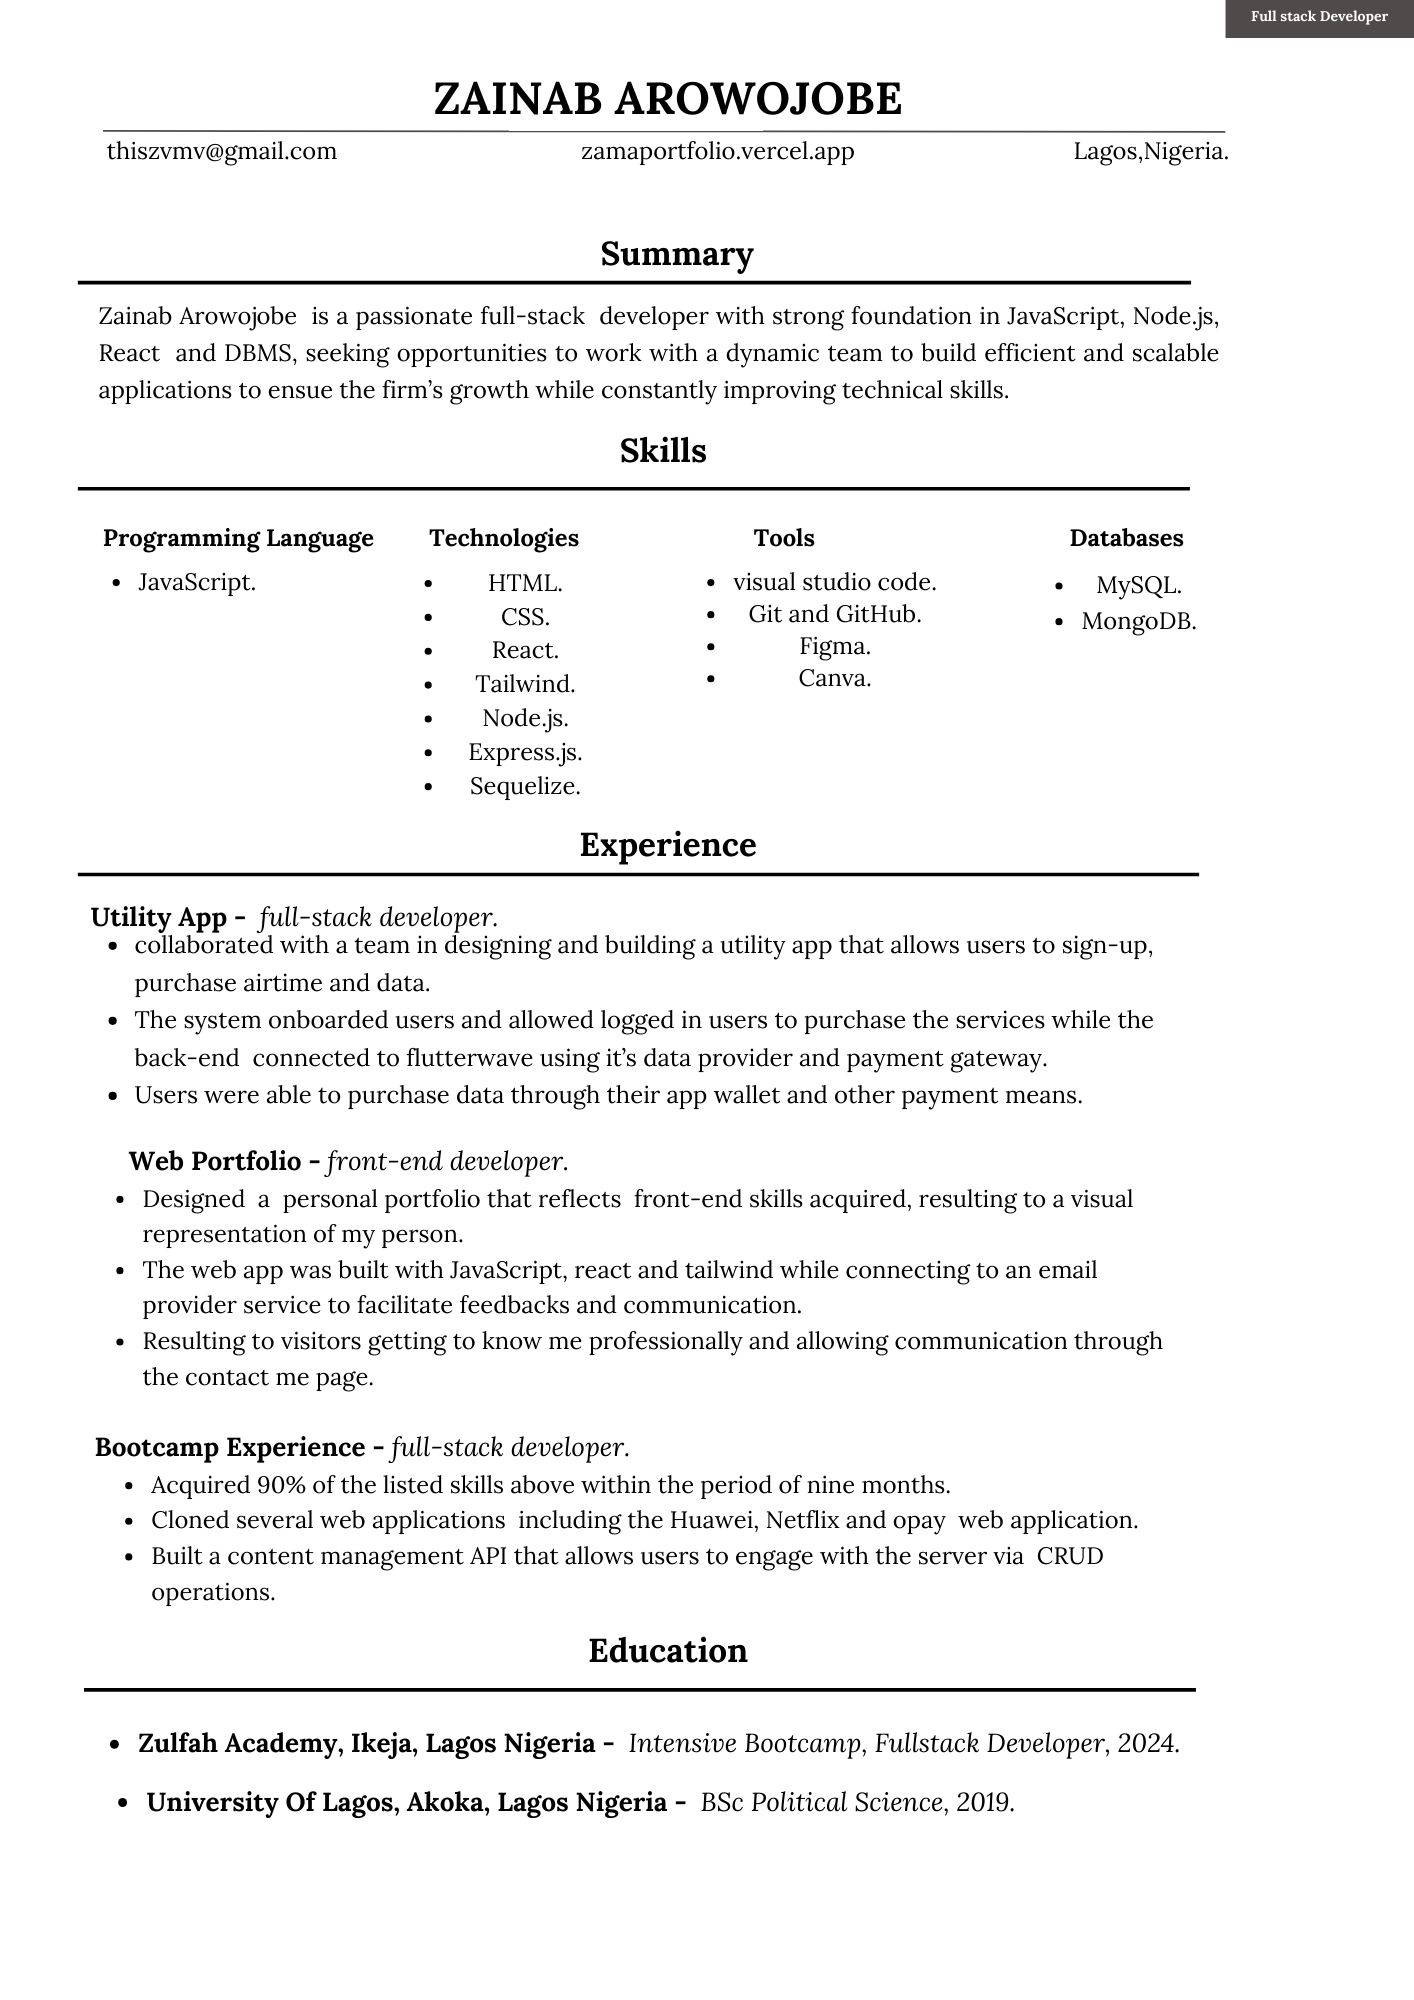 Full stack Developer
ZAINAB AROWOJOBE
thiszvmv@gmail.com zamaportfolio.vercel.app Lagos,Nigeria.
Summary
Zainab Arowojobe is a passionate full-stack developer with strong foundation in JavaScript, Node.js,
React and DBMS, seeking opportunities to work with a dynamic team to build efficient and scalable
applications to ensue the firm's growth while constantly improving technical skills.
Skills
Programming Language
• JavaScript.
Technologies
• HTML.
• CSS.
• React.
• Tailwind.
• Node.js.
• Express.js.
• Sequelize.
Tools
• visual studio code.
• Git and GitHub.
• Figma.
• Canva.
Databases
• MySQL.
• MongoDB.
Experience
Utility App - full-stack developer.
• collaborated with a team in designing and building a utility app that allows users to sign-up,
purchase airtime and data.
• The system onboarded users and allowed logged in users to purchase the services while the
back-end connected to flutterwave using it's data provider and payment gateway.
• Users were able to purchase data through their app wallet and other payment means.
Web Portfolio - front-end developer.
• Designed a personal portfolio that reflects front-end skills acquired, resulting to a visual
representation of my person.
• The web app was built with JavaScript, react and tailwind while connecting to an email
provider service to facilitate feedbacks and communication.
• Resulting to visitors getting to know me professionally and allowing communication through
the contact me page.
Bootcamp Experience - full-stack developer.
• Acquired 90% of the listed skills above within the period of nine months.
• Cloned several web applications including the Huawei, Netflix and opay web application.
• Built a content management API that allows users to engage with the server via CRUD
operations.
Education
• Zulfah Academy, Ikeja, Lagos Nigeria - Intensive Bootcamp, Fullstack Developer, 2024.
• University Of Lagos, Akoka, Lagos Nigeria - BSc Political Science, 2019.